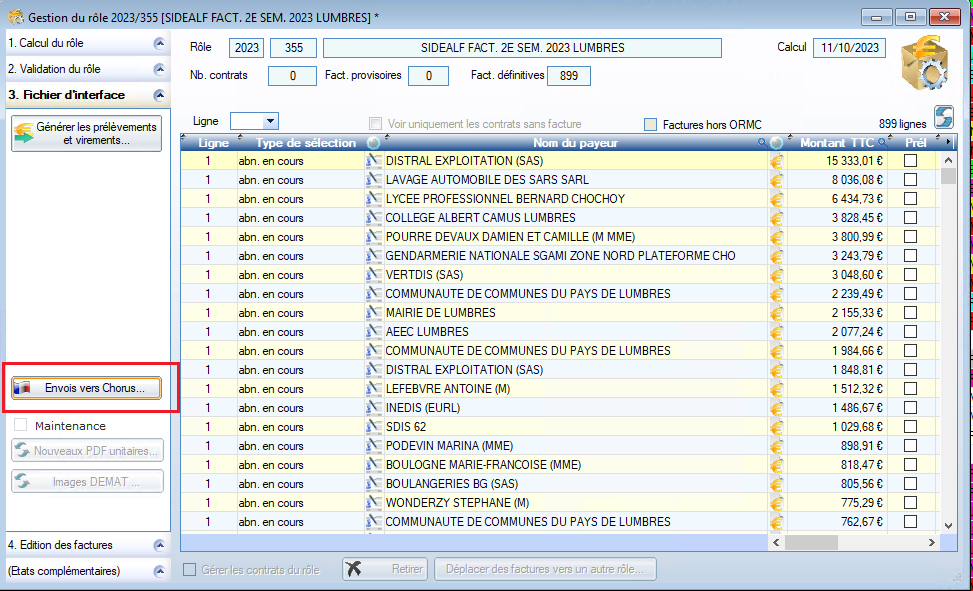 Gestion du rôle 2023/355 [SIDEALF FACT. 2E SEM. 2023 LUMBRES] *
1. Calcul du rôle
2. Validation du rôle
3. Fichier d'interface
Générer les prélèvements
et virements...
Envois vers Chorus...
Maintenance
Nouveaux PDF unitaires...
Images DEMAT ...
4. Edition des factures
(Etats complémentaires)
Rôle 2023 355 SIDEALF FACT. 2E SEM. 2023 LUMBRES Calcul 11/10/2023
Nb. contrats 0 Fact. provisoires 0 Fact. définitives 899
Ligne Voir uniquement les contrats sans facture Factures hors ORMC 899 lignes
Ligne Type de sélection Nom du payeur Montant TTC Prél
1 abn. en cours DISTRAL EXPLOITATION (SAS) 15 333,01 €
1 abn. en cours LAVAGE AUTOMOBILE DES SARS SARL 8 036,08 €
1 abn. en cours LYCEE PROFESSIONNEL BERNARD CHOCHOY 6 434,73 €
1 abn. en cours COLLEGE ALBERT CAMUS LUMBRES 3 828,45 €
1 abn. en cours POURRE DEVAUX DAMIEN ET CAMILLE (M MME) 3 800,99 €
1 abn. en cours GENDARMERIE NATIONALE SGAMI ZONE NORD PLATEFORME CHO 3 243,79 €
1 abn. en cours VERTDIS (SAS) 3 048,60 €
1 abn. en cours COMMUNAUTE DE COMMUNES DU PAYS DE LUMBRES 2 239,49 €
1 abn. en cours MAIRIE DE LUMBRES 2 155,33 €
1 abn. en cours AEEC LUMBRES 2 077,24 €
1 abn. en cours COMMUNAUTE DE COMMUNES DU PAYS DE LUMBRES 1 984,66 €
1 abn. en cours DISTRAL EXPLOITATION (SAS) 1 848,81 €
1 abn. en cours LEFEBVRE ANTOINE (M) 1 512,32 €
1 abn. en cours INEDIS (EURL) 1 486,67 €
1 abn. en cours SDIS 62 1 029,68 €
1 abn. en cours PODEVIN MARINA (MME) 898,91 €
1 abn. en cours BOULOGNE MARIE-FRANCOISE (MME) 818,47 €
1 abn. en cours BOULANGERIES BG (SAS) 805,56 €
1 abn. en cours WONDERZY STEPHANE (M) 775,29 €
1 abn. en cours COMMUNAUTE DE COMMUNES DU PAYS DE LUMBRES 762,67 €
Gérer les contrats du rôle Retirer Déplacer des factures vers un autre rôle...